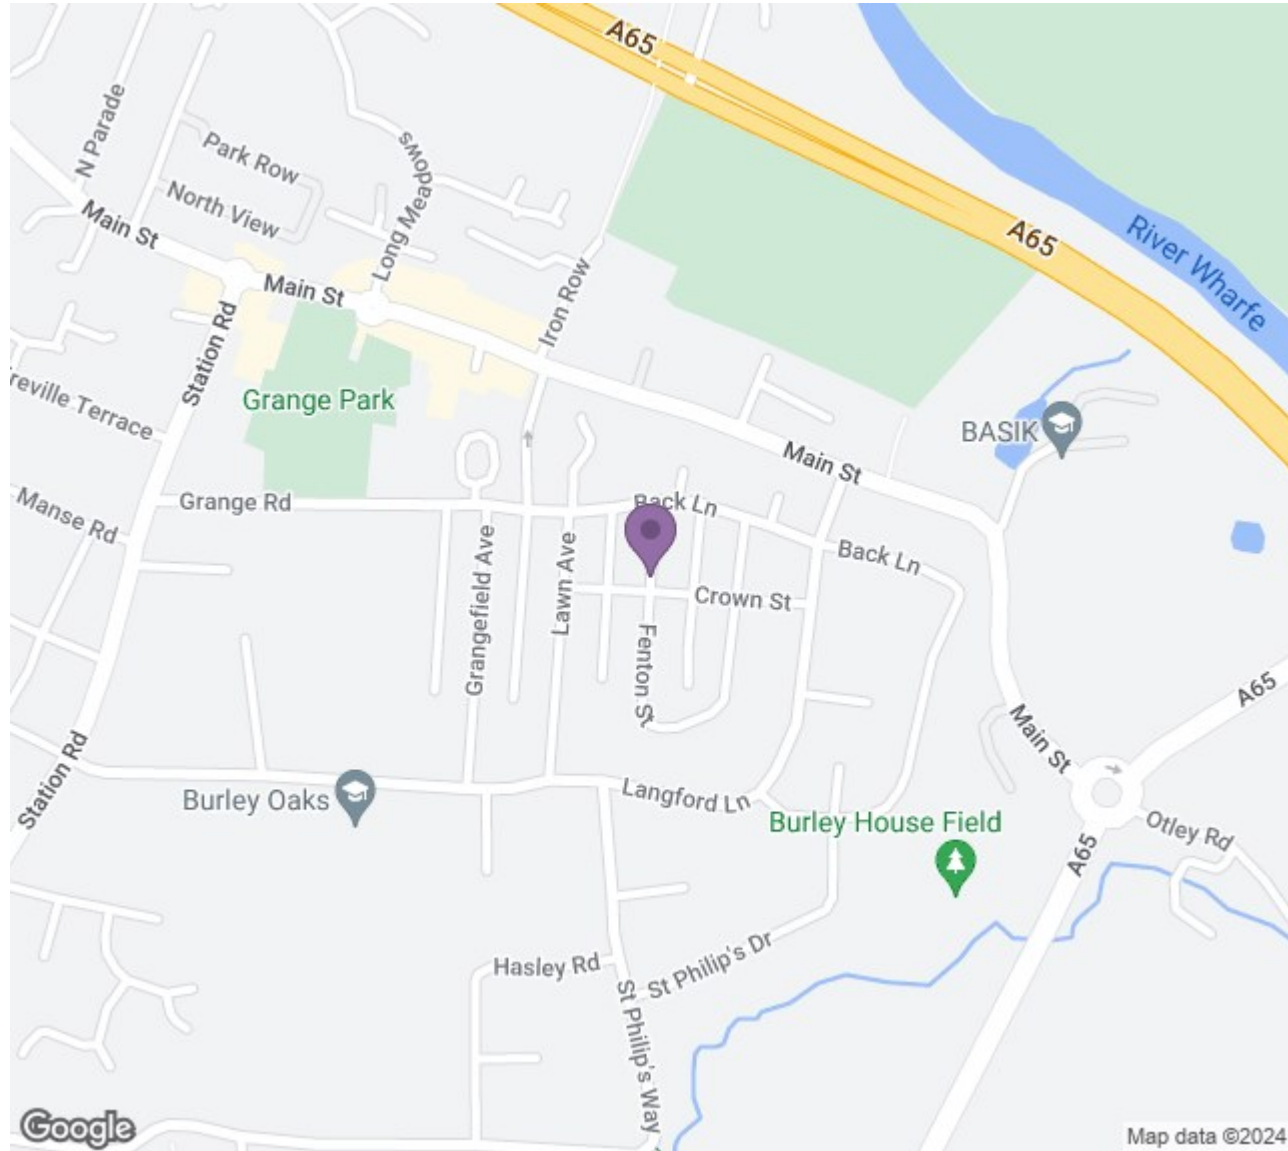 A65
N Parade
Park Row
Long Meadows
North View
A65
River Wharfe
Main St
Main St
Iron Row
Station Rd
Grange Park
reville Terrace
BASIK
Main St
Manse Rd
Grange Rd
Back Ln
Back Ln
Grangefield Ave
Lawn Ave
Crown St
Fenton St
A65
Main St
Station Rd
Burley Oaks
Langford Ln
Burley House Field
Otley Rd
A65
Hasley Rd
St Philip's Dr
St Philip's Way
Google
Map data ©2024